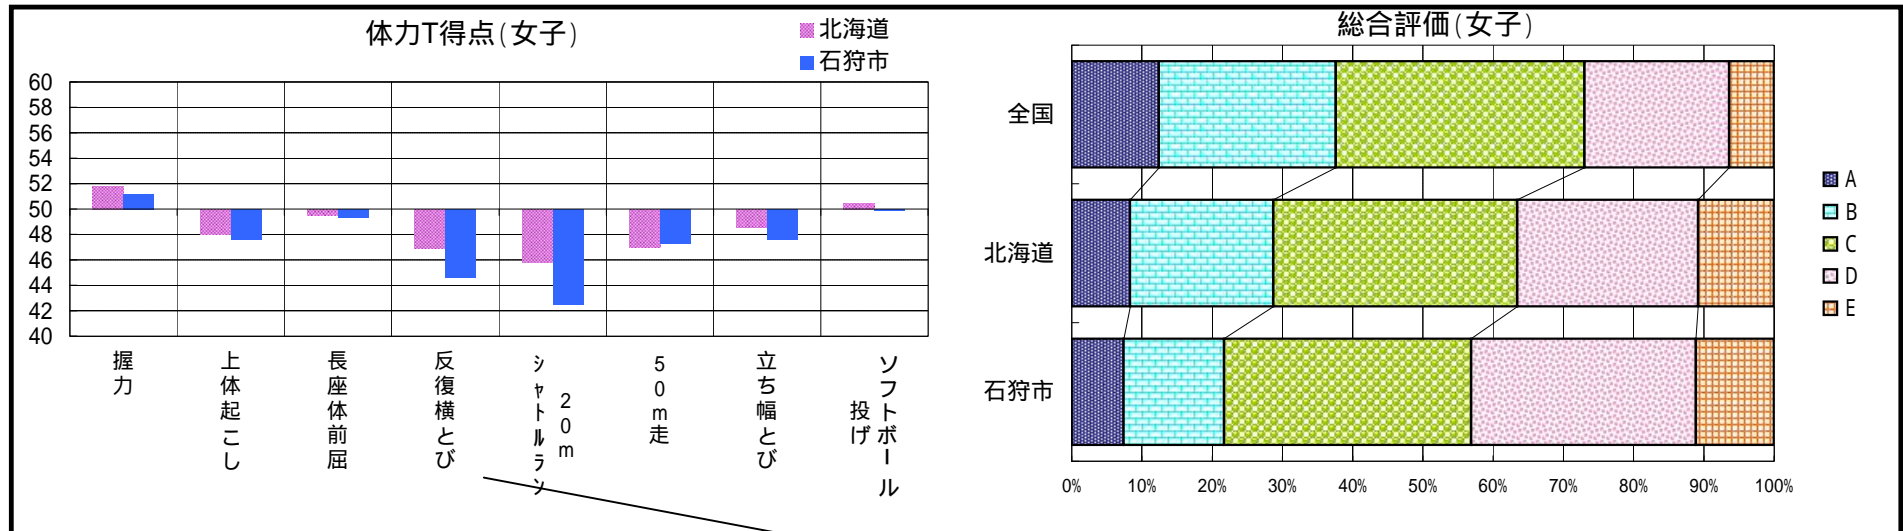 体力T得点(女子)
北海道
石狩市
60
58
56
54
52
50
48
46
44
42
40
握力
上体起こし
長座体前屈
反復横とび
20m
ｼｬﾄﾙﾗﾝ
50m走
立ち幅とび
ソフトボール
投げ
総合評価(女子)
全国
北海道
石狩市
0% 10% 20% 30% 40% 50% 60% 70% 80% 90% 100%
A
B
C
D
E